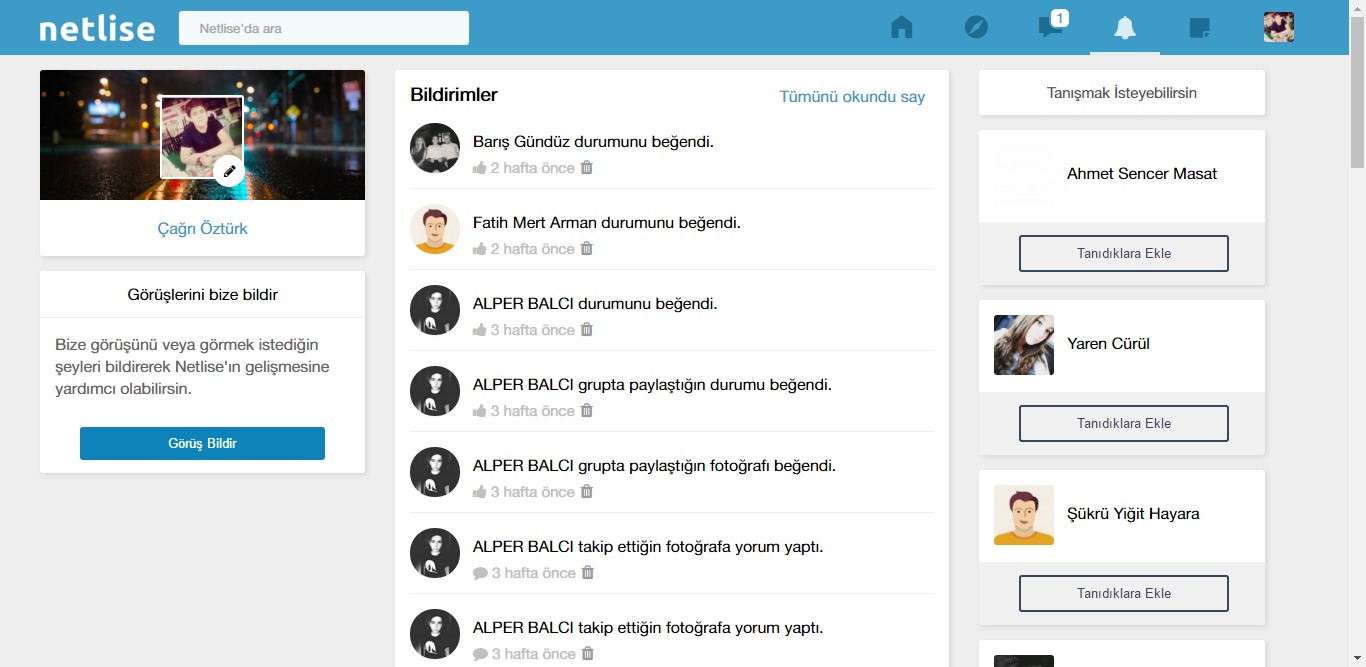 netlise
Netlise'da ara
1
Çağrı Öztürk
Görüşlerini bize bildir
Bize görüşünü veya görmek istediğin
şeyleri bildirerek Netlise'ın gelişmesine
yardımcı olabilirsin.
Görüş Bildir
Bildirimler
Tümünü okundu say
Barış Gündüz durumunu beğendi.
2 hafta önce
Fatih Mert Arman durumunu beğendi.
2 hafta önce
ALPER BALCI durumunu beğendi.
3 hafta önce
ALPER BALCI grupta paylaştığın durumu beğendi.
3 hafta önce
ALPER BALCI grupta paylaştığın fotoğrafı beğendi.
3 hafta önce
ALPER BALCI takip ettiğin fotoğrafa yorum yaptı.
3 hafta önce
ALPER BALCI takip ettiğin fotoğrafa yorum yaptı.
3 hafta önce
Tanışmak İsteyebilirsin
Ahmet Sencer Masat
Tanıdıklara Ekle
Yaren Cürül
Tanıdıklara Ekle
Şükrü Yiğit Hayara
Tanıdıklara Ekle